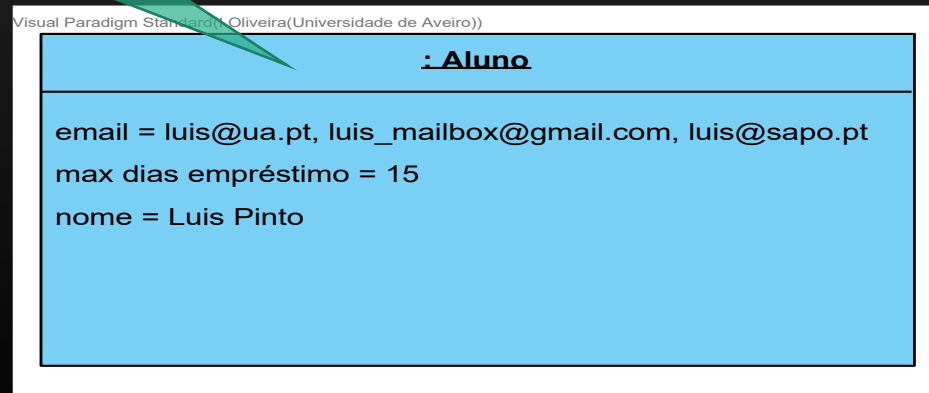 Visual Paradigm Standard(I Oliveira(Universidade de Aveiro))
: Aluno
email = luis@ua.pt, luis_mailbox@gmail.com, luis@sapo.pt
max dias empréstimo = 15
nome = Luis Pinto